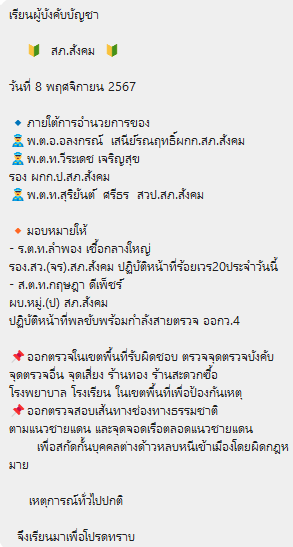 เรียนผู้บังคับบัญชา
🔰 สภ.สังคม 🔰
วันที่ 8 พฤศจิกายน 2567
🔹ภายใต้การอำนวยการของ
👮พ.ต.อ.อลงกรณ์ เสนีย์รณฤทธิ์ผกก.สภ.สังคม
👮พ.ต.ท.วีระเดช เจริญสุข
รอง ผกก.ป.สภ.สังคม
👮พ.ต.ท.สุริยันต์ ศรีธร สวป.สภ.สังคม
🔸มอบหมายให้
- ร.ต.ท.ลำพอง เชื้อกลางใหญ่
รอง.สว.(จร).สภ.สังคม ปฏิบัติหน้าที่ร้อยเวร20ประจำวันนี้
- ส.ต.ท.กฤษฎา ดีเพ็ชร์
ผบ.หมู่.(ป) สภ.สังคม
ปฏิบัติหน้าที่พลขับพร้อมกำลังสายตรวจ ออกว.4
📌ออกตรวจในเขตพื้นที่รับผิดชอบ ตรวจจุดตรวจบังคับ
จุดตรวจอื่น จุดเสี่ยง ร้านทอง ร้านสะดวกซื้อ
โรงพยาบาล โรงเรียน ในเขตพื้นที่เพื่อป้องกันเหตุ
📌ออกตรวจสอบเส้นทางช่องทางธรรมชาติ
ตามแนวชายแดน และจุดจอดเรือตลอดแนวชายแดน
เพื่อสกัดกั้นบุคคลต่างด้าวหลบหนีเข้าเมืองโดยผิดกฎห
มาย
เหตุการณ์ทั่วไปปกติ
จึงเรียนมาเพื่อโปรดทราบ